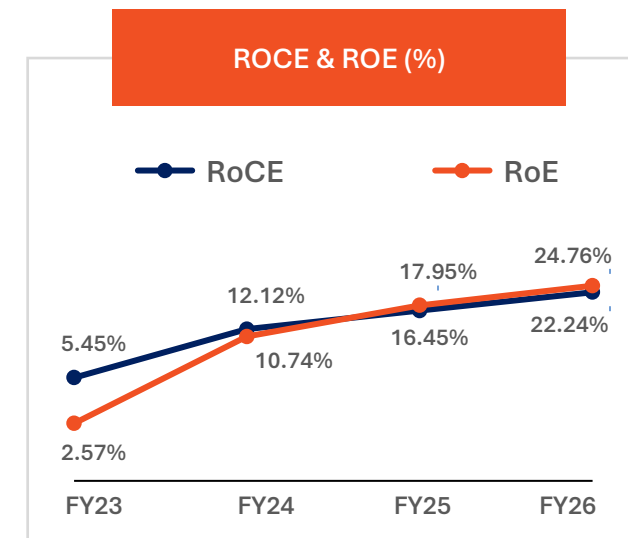 ROCE & ROE (%)
RoCE
RoE
24.76%
17.95%
12.12%
22.24%
16.45%
5.45%
10.74%
2.57%
FY23
FY24
FY25
FY26